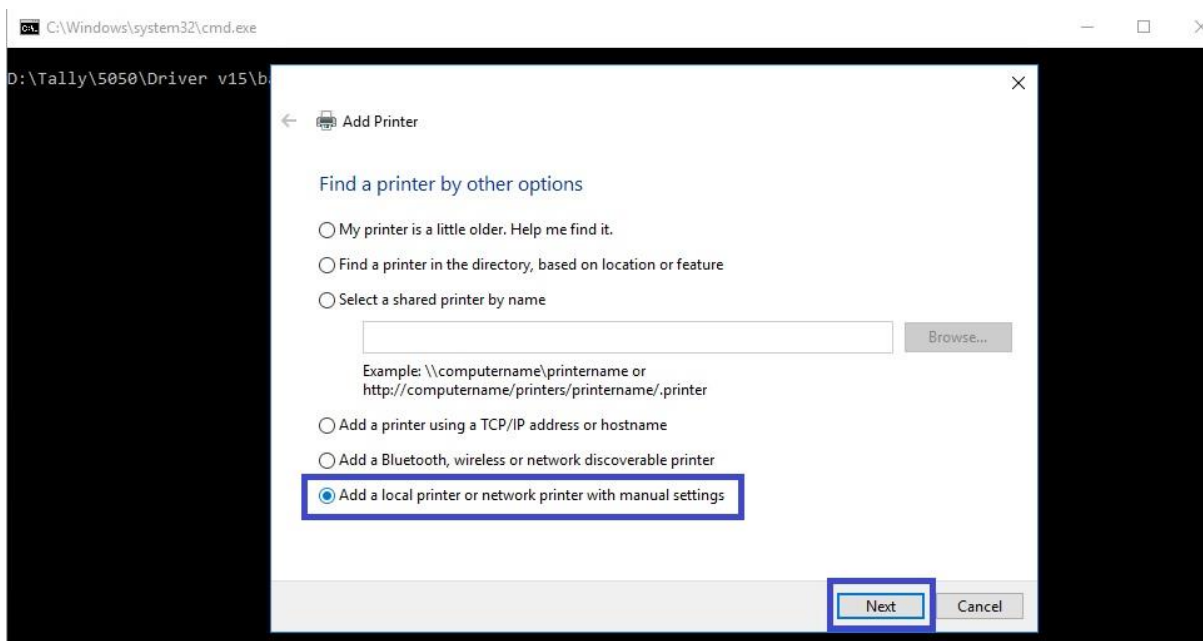 C:\Windows\system32\cmd.exe
D:\Tally\5050\Driver v15\b
Add Printer
Find a printer by other options
My printer is a little older. Help me find it.
Find a printer in the directory, based on location or feature
Select a shared printer by name
Browse...
Example: \\computername\printername or
http://computername/printers/printername/.printer
Add a printer using a TCP/IP address or hostname
Add a Bluetooth, wireless or network discoverable printer
Add a local printer or network printer with manual settings
Next Cancel